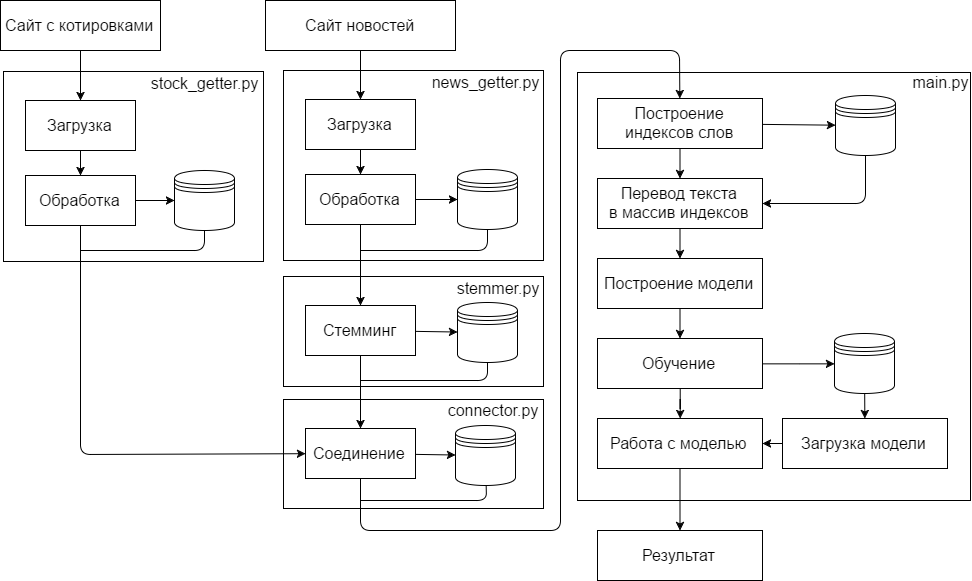 Сайт с котировками
stock_getter.py
Загрузка
Обработка
Сайт новостей
news_getter.py
Загрузка
Обработка
stemmer.py
Стемминг
connector.py
Соединение
main.py
Построение
индексов слов
Перевод текста
в массив индексов
Построение модели
Обучение
Работа с моделью
Загрузка модели
Результат